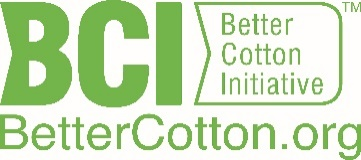 BCI
Better
Cotton
Initiative
TM
BetterCotton.org